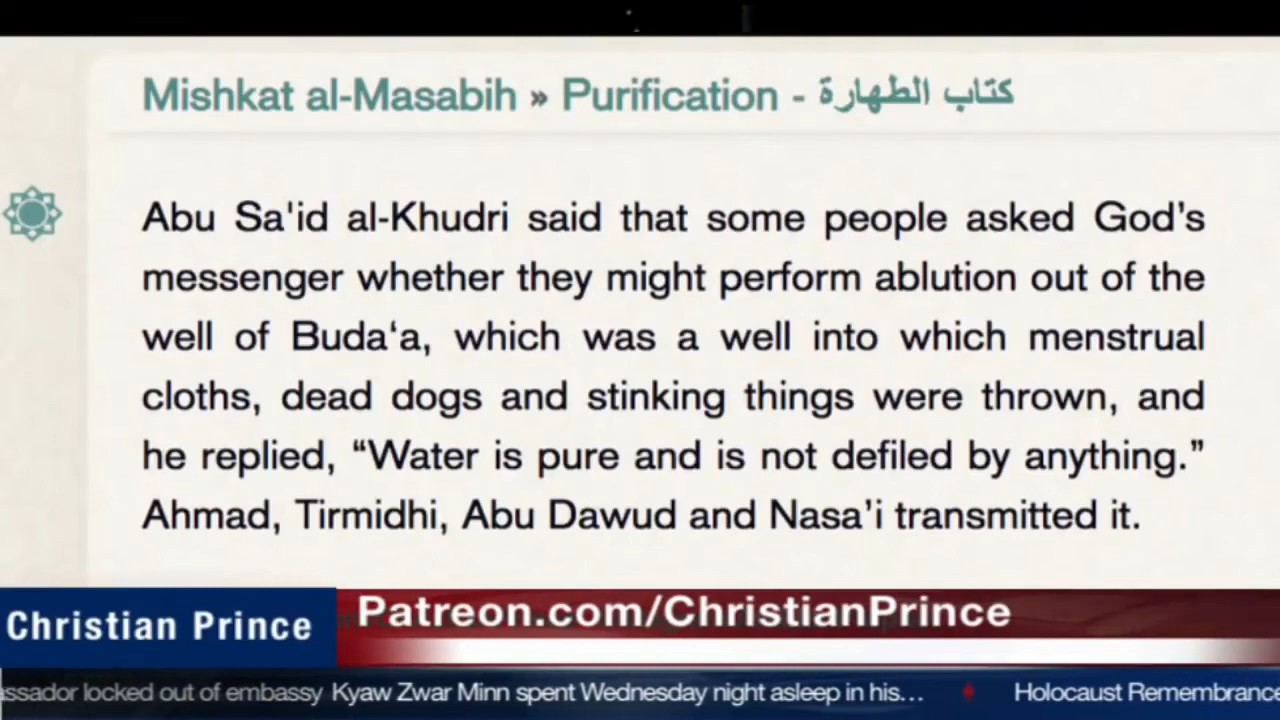 Mishkat al-Masabih » Purification - كتاب الطهارة
Abu Sa'id al-Khudri said that some people asked God’s
messenger whether they might perform ablution out of the
well of Buda‘a, which was a well into which menstrual
cloths, dead dogs and stinking things were thrown, and
he replied, “Water is pure and is not defiled by anything.”
Ahmad, Tirmidhi, Abu Dawud and Nasa’i transmitted it.
Christian Prince
Patreon.com/ChristianPrince
ssador locked out of embassy Kyaw Zwar Minn spent Wednesday night asleep in his… Holocaust Remembrance